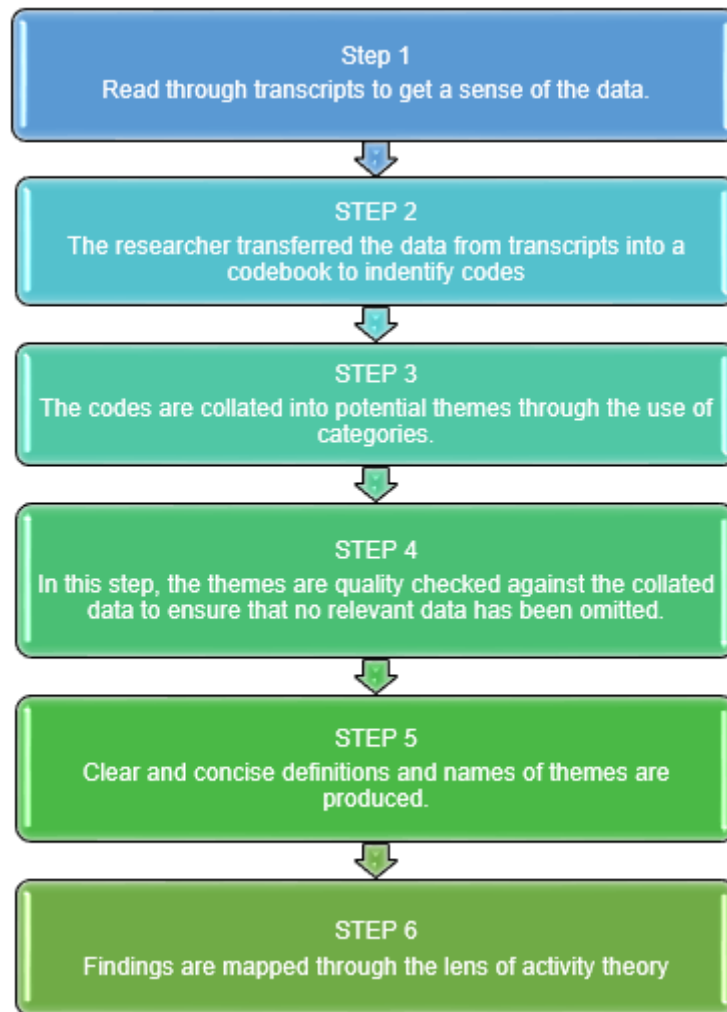 Step 1
Read through transcripts to get a sense of the data.
STEP 2
The researcher transferred the data from transcripts into a
codebook to indentify codes
STEP 3
The codes are collated into potential themes through the use of
categories.
STEP 4
In this step, the themes are quality checked against the collated
data to ensure that no relevant data has been omitted.
STEP 5
Clear and concise definitions and names of themes are
produced.
STEP 6
Findings are mapped through the lens of activity theory